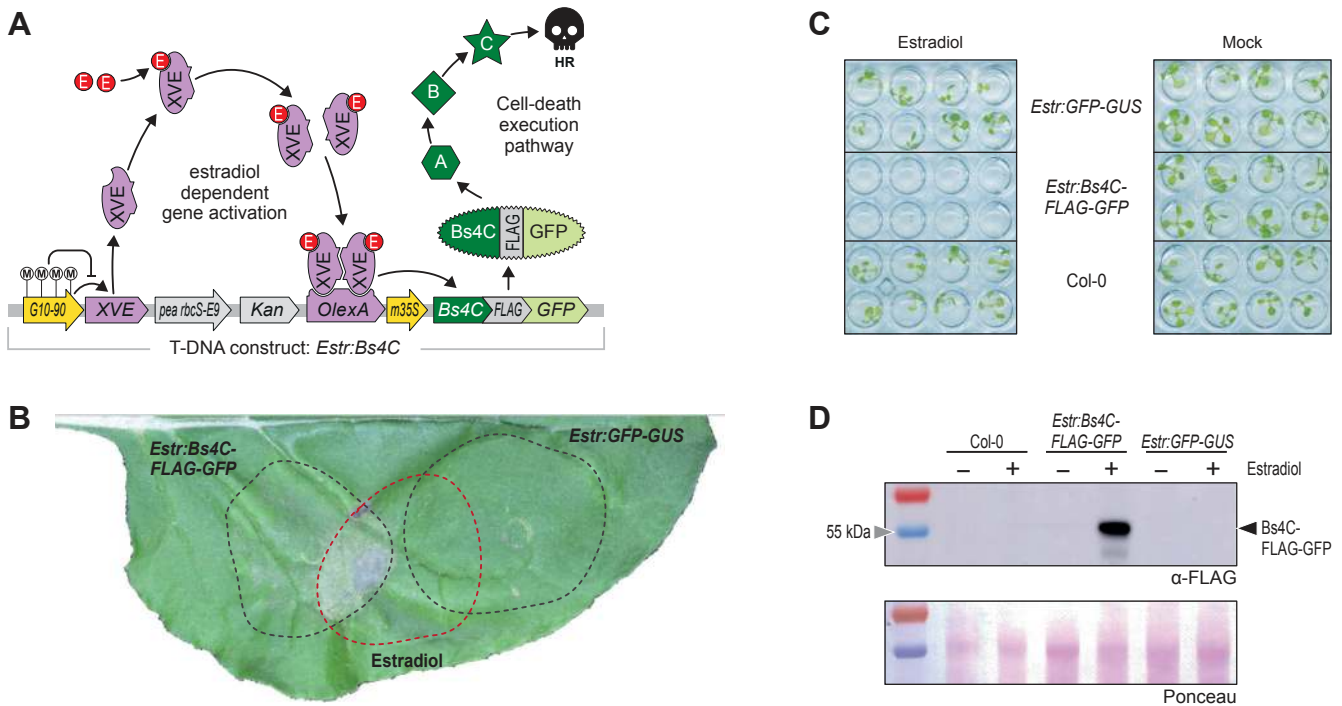 A
E E
E
XVE
XVE
estradiol
dependent
gene activation
E
XVE
E
XVE
E E
XVE XVE
M M M M
G10-90 XVE pea rbcS-E9 Kan OlexA m35S Bs4C FLAG GFP
T-DNA construct: Estr:Bs4C
A
B
C
HR
Cell-death
execution
pathway
Bs4C FLAG GFP
B
Estr:Bs4C-
FLAG-GFP
Estr:GFP-GUS
Estradiol
C
Estradiol Mock
Estr:GFP-GUS
Estr:Bs4C-
FLAG-GFP
Col-0
D
Col-0
Estr:Bs4C-
FLAG-GFP
Estr:GFP-GUS
– + – + – + Estradiol
55 kDa
Bs4C-
FLAG-GFP
α-FLAG
Ponceau